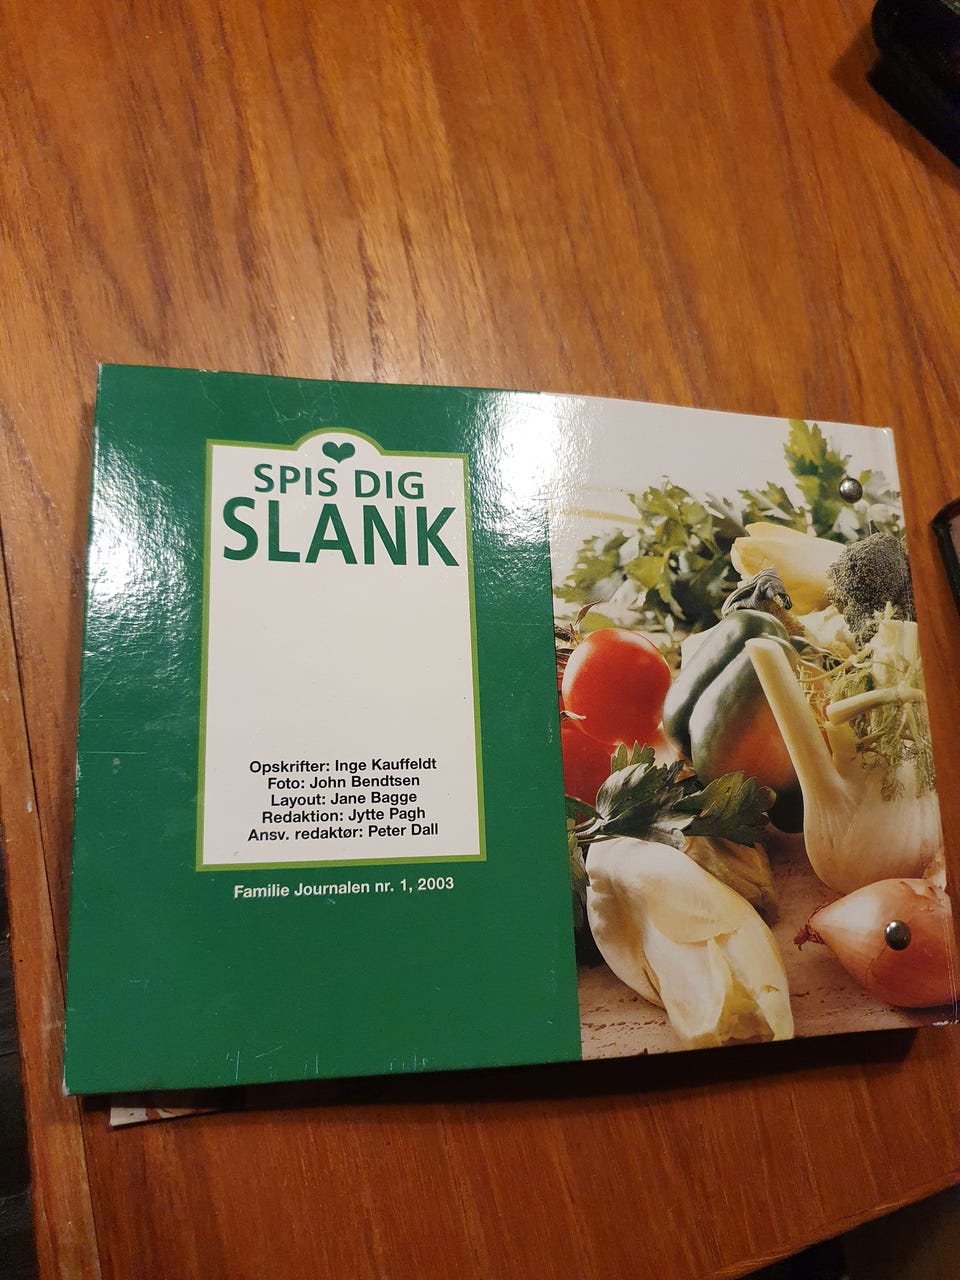 SPIS DIG
SLANK
Opskrifter: Inge Kauffeldt
Foto: John Bendtsen
Layout: Jane Bagge
Redaktion: Jytte Pagh
Ansv. redaktør: Peter Dall
Familie Journalen nr. 1, 2003